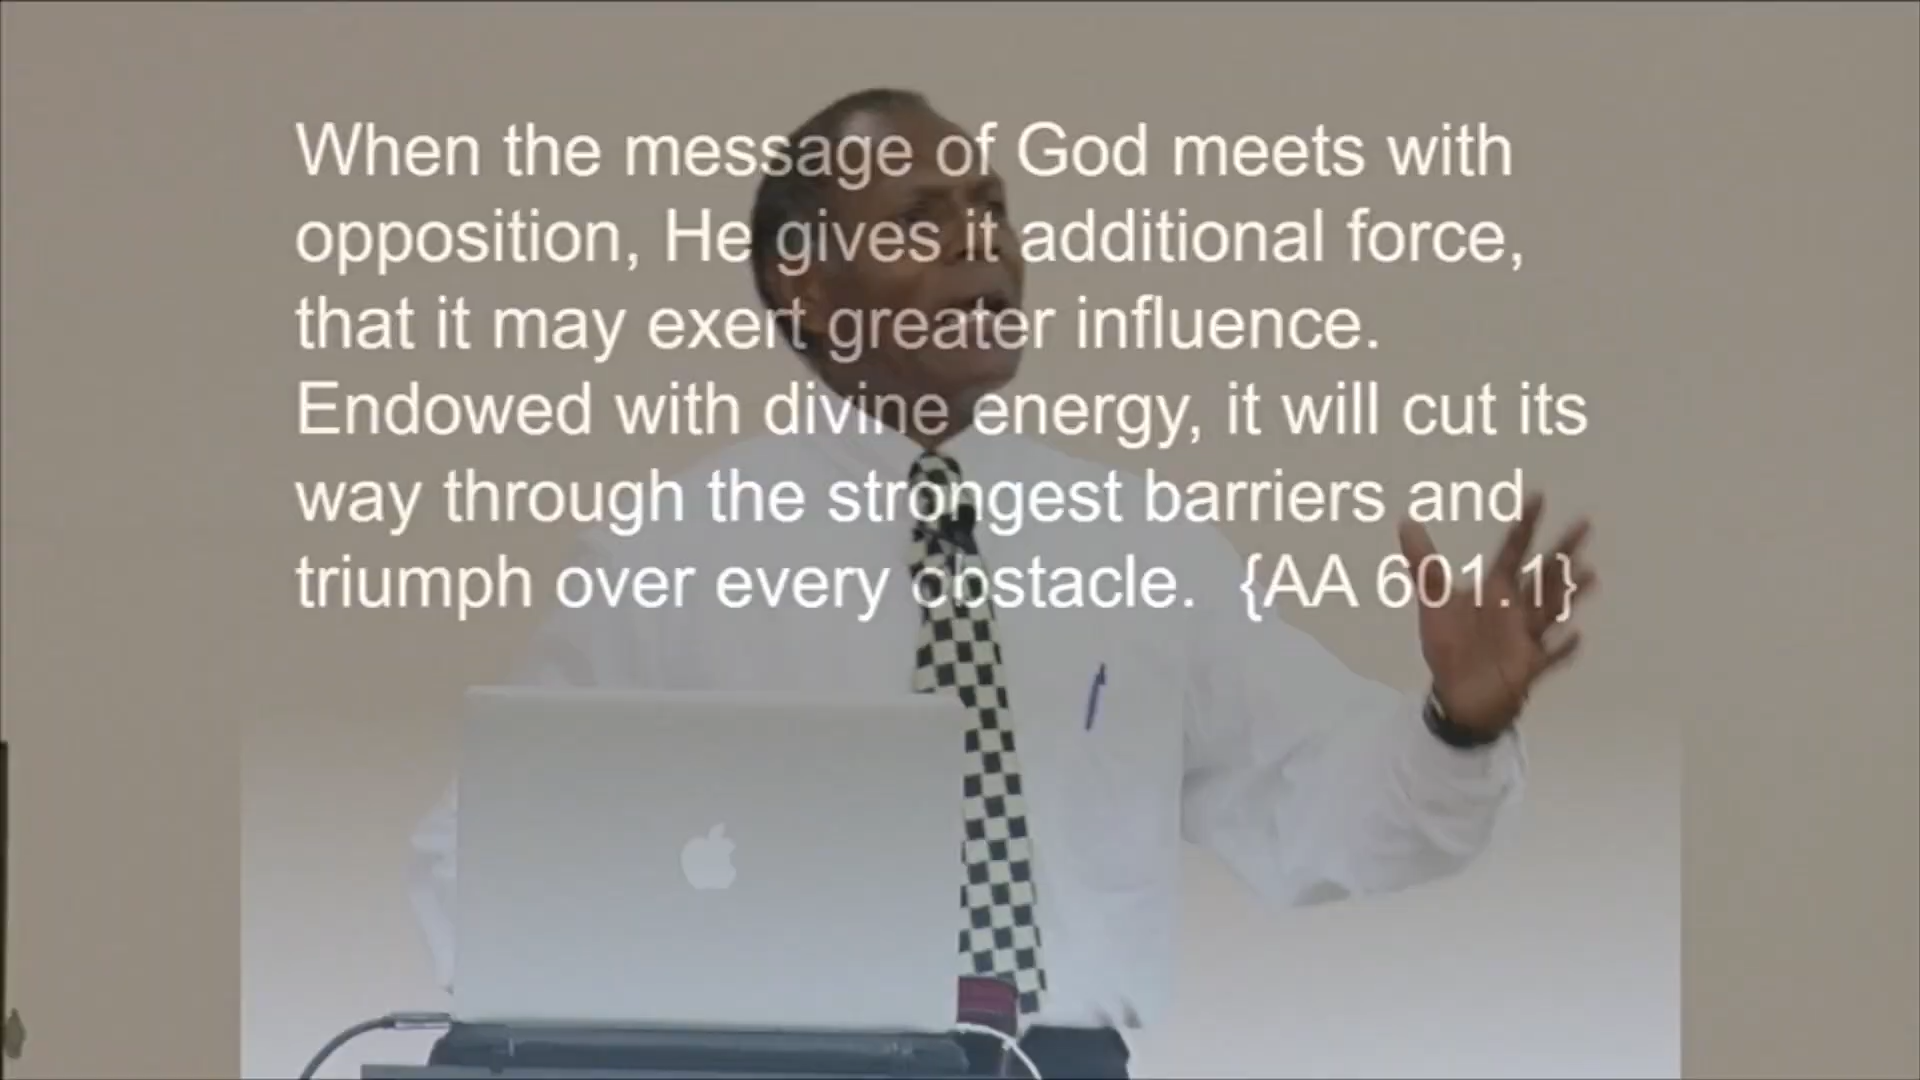 When the message of God meets with
opposition, He gives it additional force,
that it may exert greater influence.
Endowed with divine energy, it will cut its
way through the strongest barriers and
triumph over every obstacle.  {AA 601.1}